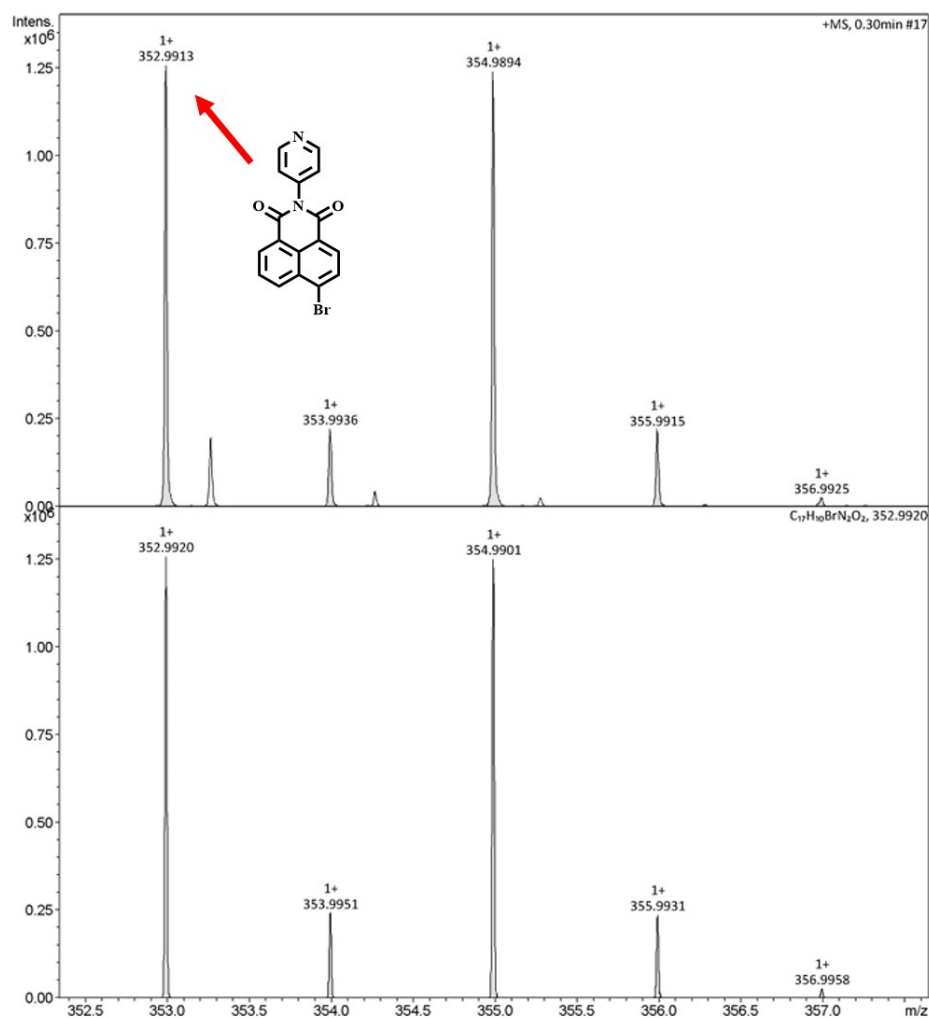 Intens.
x10⁶
+MS, 0.30min #17
1+
352.9913
1+
354.9894
1.25
N
1.00
O
N
O
0.75
Br
0.50
1+
353.9936
1+
355.9915
0.25
1+
356.9925
0.00
x10⁶
C₁₇H₁₀BrN₂O₂, 352.9920
1+
352.9920
1+
354.9901
1.25
1.00
0.75
0.50
1+
353.9951
1+
355.9931
0.25
1+
356.9958
0.00
352.5 353.0 353.5 354.0 354.5 355.0 355.5 356.0 356.5 357.0 m/z